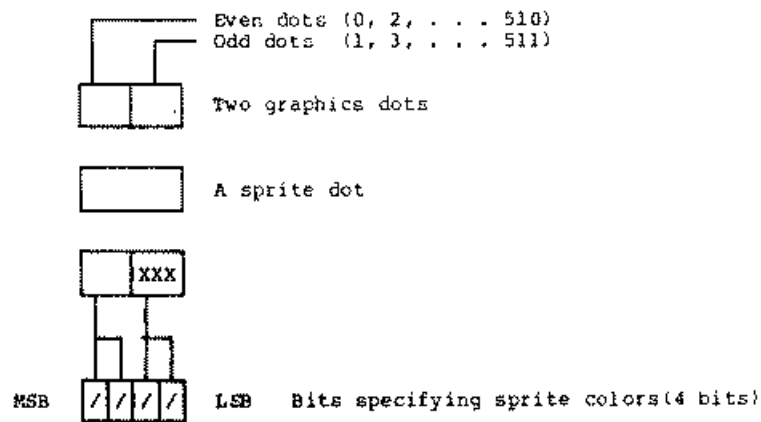 Even dots (0, 2, . . . 510)
Odd dots (1, 3, . . . 511)
Two graphics dots
A sprite dot
XXX
MSB / / / / LSB Bits specifying sprite colors(4 bits)